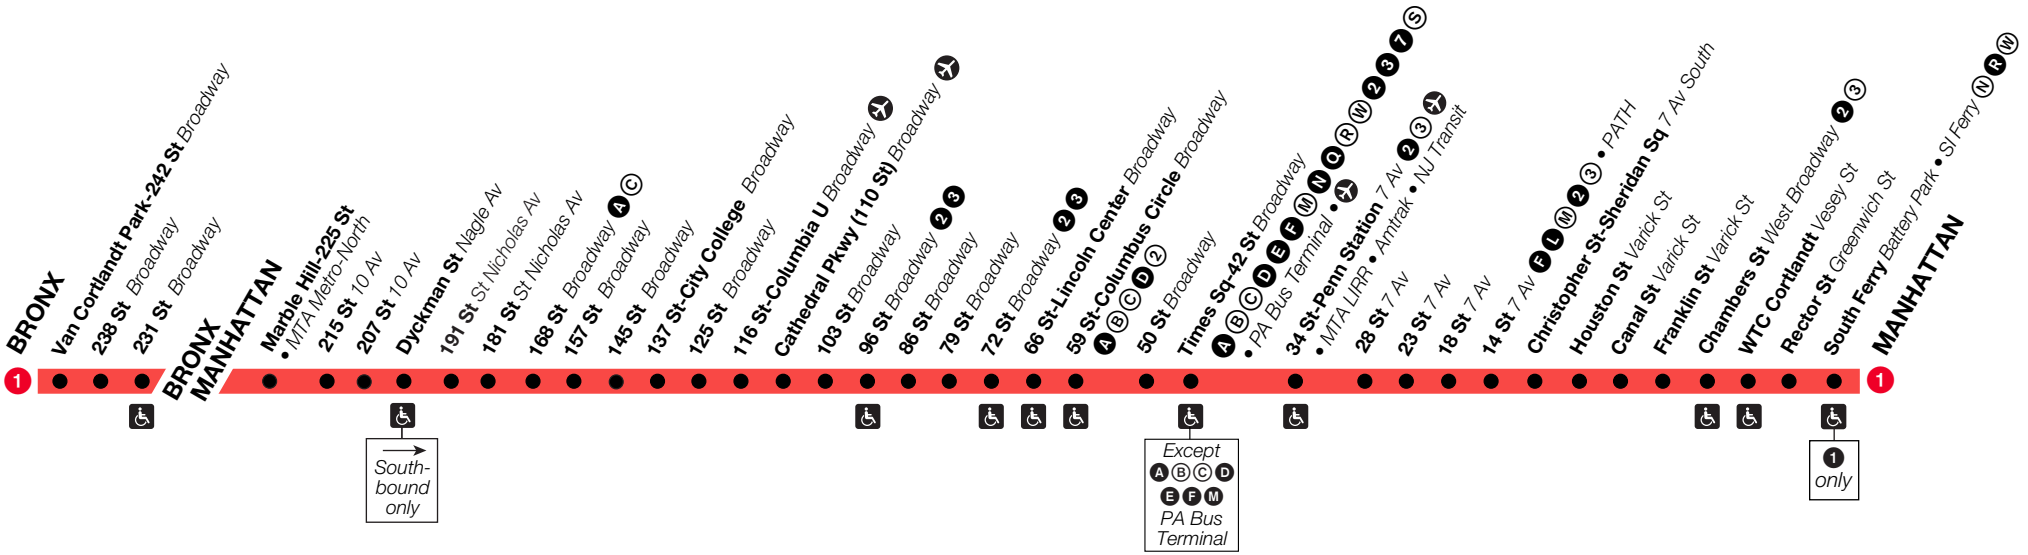 1
BRONX
Van Cortlandt Park-242 St Broadway
238 St Broadway
231 St Broadway
BRONX
MANHATTAN
Marble Hill-225 St
• MTA Metro-North
215 St 10 Av
207 St 10 Av
Dyckman St Nagle Av
191 St St Nicholas Av
181 St St Nicholas Av
168 St Broadway A C
157 St Broadway
145 St Broadway
137 St-City College Broadway
125 St Broadway
116 St-Columbia U Broadway
Cathedral Pkwy (110 St) Broadway
103 St Broadway
96 St Broadway 2 3
86 St Broadway
79 St Broadway
72 St Broadway 2 3
66 St-Lincoln Center Broadway
59 St-Columbus Circle Broadway
A B C D 2
50 St Broadway
Times Sq-42 St Broadway
A B C D E F M N Q R W 2 3 7 S
• PA Bus Terminal •
34 St-Penn Station 7 Av 2 3
• MTA LIRR • Amtrak • NJ Transit
28 St 7 Av
23 St 7 Av
18 St 7 Av
14 St 7 Av F L M 2 3 • PATH
Christopher St-Sheridan Sq 7 Av South
Houston St Varick St
Canal St Varick St
Franklin St Varick St
Chambers St West Broadway 2 3
WTC Cortlandt Vesey St
Rector St Greenwich St
South Ferry Battery Park • SI Ferry N R W
MANHATTAN
1
South-
bound
only
Except
A B C D
E F M
PA Bus
Terminal
1
only